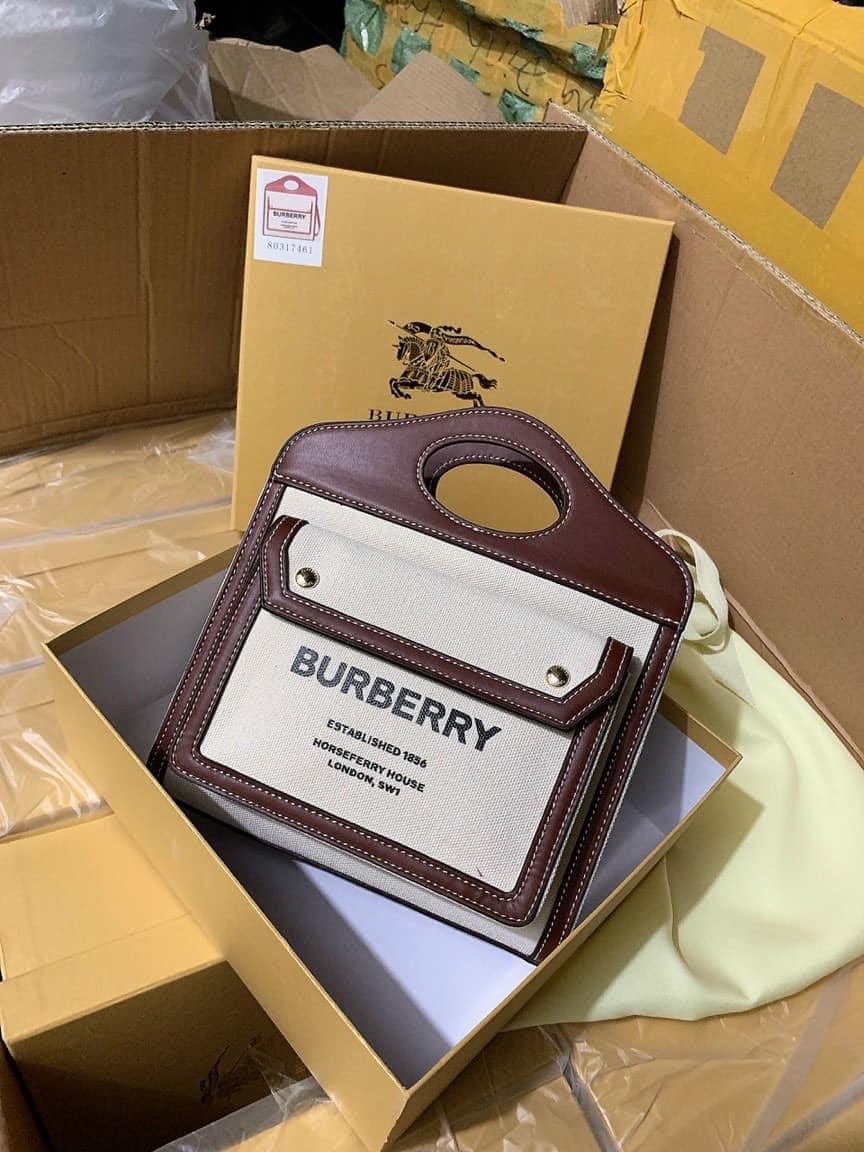 BURBERRY
80317461
BURBERRY
ESTABLISHED 1856
HORSEFERRY HOUSE
LONDON, SW1